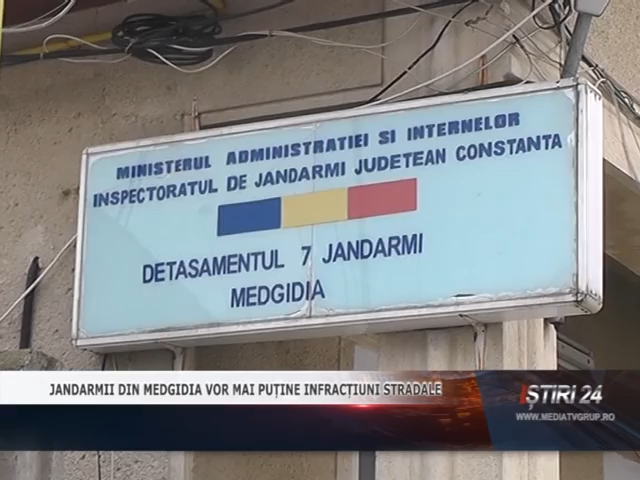 MINISTERUL ADMINISTRATIEI SI INTERNELOR
INSPECTORATUL DE JANDARMI JUDETEAN CONSTANTA
DETASAMENTUL 7 JANDARMI
MEDGIDIA
JANDARMII DIN MEDGIDIA VOR MAI PUȚINE INFRACȚIUNI STRADALE
ȘTIRI 24
WWW.MEDIATVGRUP.RO